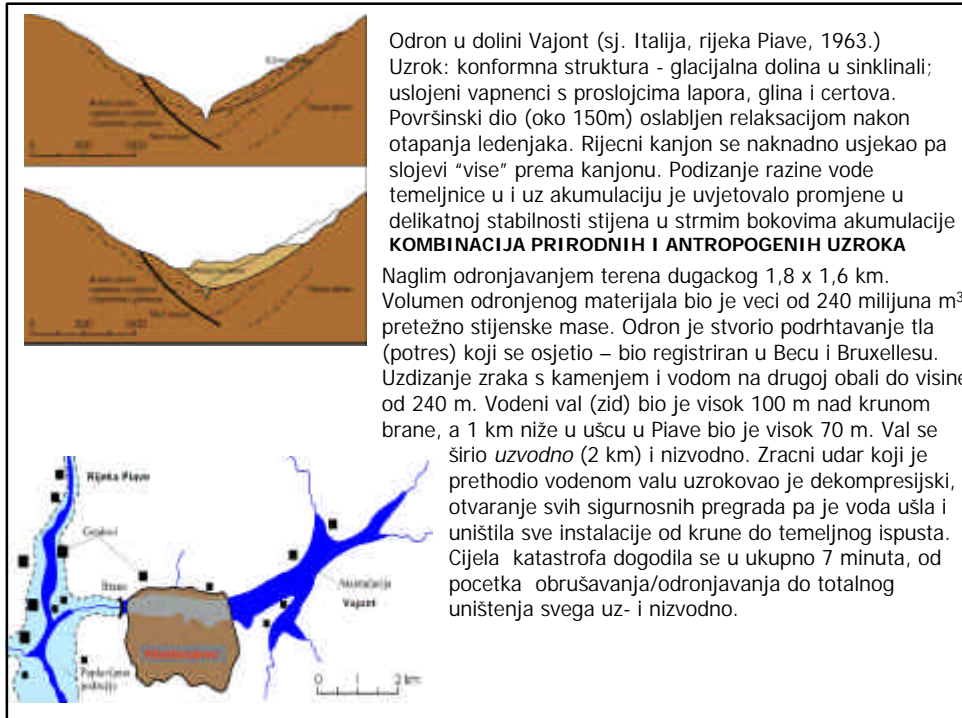 Odron u dolini Vajont (sj. Italija, rijeka Piave, 1963.)
Uzrok: konformna struktura - glacijalna dolina u sinklinali;
uslojeni vapnenci s proslojcima lapora, glina i certova.
Površinski dio (oko 150m) oslabljen relaksacijom nakon
otapanja ledenjaka. Rijecni kanjon se naknadno usjekao pa
slojevi "vise" prema kanjonu. Podizanje razine vode
temeljnice u i uz akumulaciju je uvjetovalo promjene u
delikatnoj stabilnosti stijena u strmim bokovima akumulacije
KOMBINACIJA PRIRODNIH I ANTROPOGENIH UZROKA
Naglim odronjavanjem terena dugackog 1,8 x 1,6 km.
Volumen odronjenog materijala bio je veci od 240 milijuna m³
pretežno stijenske mase. Odron je stvorio podrhtavanje tla
(potres) koji se osjetio – bio registriran u Becu i Bruxellesu.
Uzdizanje zraka s kamenjem i vodom na drugoj obali do visine
od 240 m. Vodeni val (zid) bio je visok 100 m nad krunom
brane, a 1 km niže u ušcu u Piave bio je visok 70 m. Val se
širio uzvodno (2 km) i nizvodno. Zracni udar koji je
prethodio vodenom valu uzrokovao je dekompresijski,
otvaranje svih sigurnosnih pregrada pa je voda ušla i
uništila sve instalacije od krune do temeljnog ispusta.
Cijela katastrofa dogodila se u ukupno 7 minuta, od
pocetka obrušavanja/odronjavanja do totalnog
uništenja svega uz- i nizvodno.
Rijeka Piave
Gradovi
Brana
Akumulacija
Vajont
Poplavljeno
područje
0 1 2 km